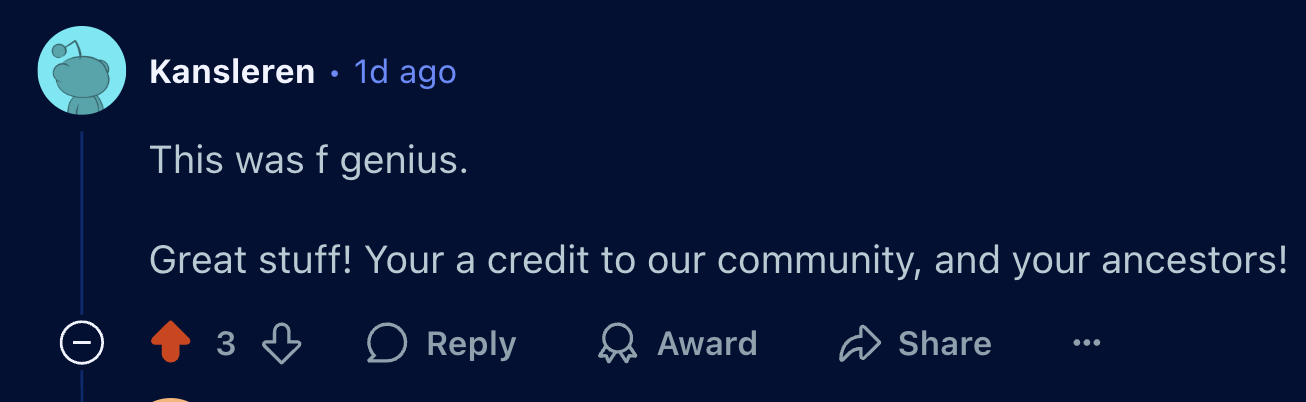 Kansleren • 1d ago
This was f genius.
Great stuff! Your a credit to our community, and your ancestors!
3 Reply Award Share ...